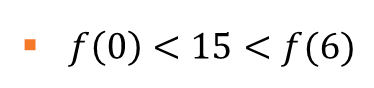 ▪ 𝑓(0) < 15 < 𝑓(6)